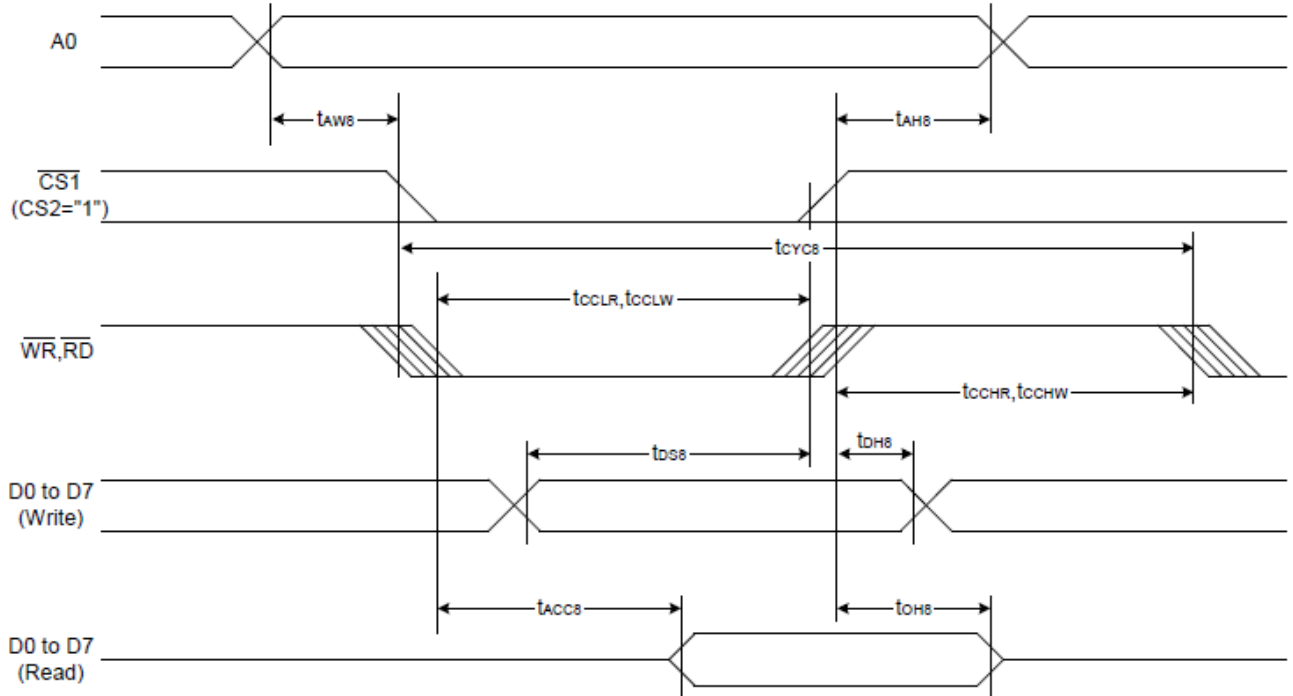 A0
tAW8
tAH8
CS1
(CS2="1")
tCYC8
tCCLR,tCCLW
WR,RD
tCCHR,tCCHW
tDS8
tDH8
D0 to D7
(Write)
tACC8
tOH8
D0 to D7
(Read)